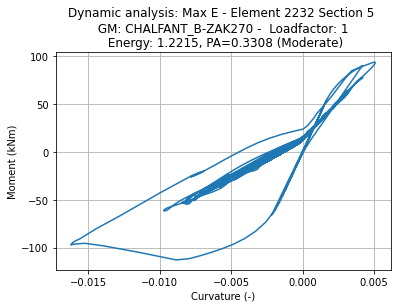 Dynamic analysis: Max E - Element 2232 Section 5
GM: CHALFANT_B-ZAK270 - Loadfactor: 1
Energy: 1.2215, PA=0.3308 (Moderate)
Moment (kNm)
100
50
0
−50
−100
−0.015
−0.010
−0.005
0.000
0.005
Curvature (-)